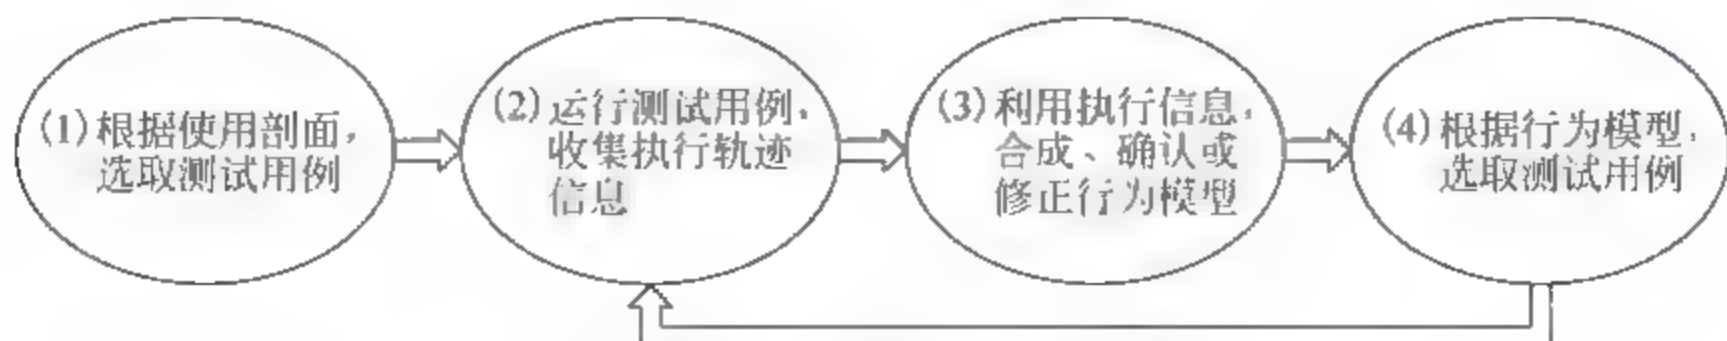 (1)根据使用剖面，
选取测试用例
(2)运行测试用例，
收集执行轨迹
信息
(3)利用执行信息，
合成、确认或
修正行为模型
(4)根据行为模型，
选取测试用例